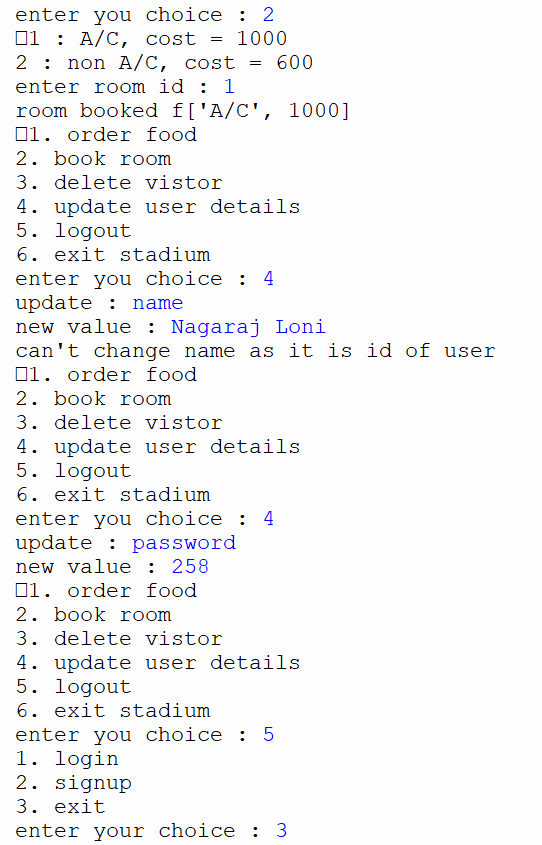 enter you choice : 2
□1 : A/C, cost = 1000
2 : non A/C, cost = 600
enter room id : 1
room booked f['A/C', 1000]
□1. order food
2. book room
3. delete vistor
4. update user details
5. logout
6. exit stadium
enter you choice : 4
update : name
new value : Nagaraj Loni
can't change name as it is id of user
□1. order food
2. book room
3. delete vistor
4. update user details
5. logout
6. exit stadium
enter you choice : 4
update : password
new value : 258
□1. order food
2. book room
3. delete vistor
4. update user details
5. logout
6. exit stadium
enter you choice : 5
1. login
2. signup
3. exit
enter your choice : 3